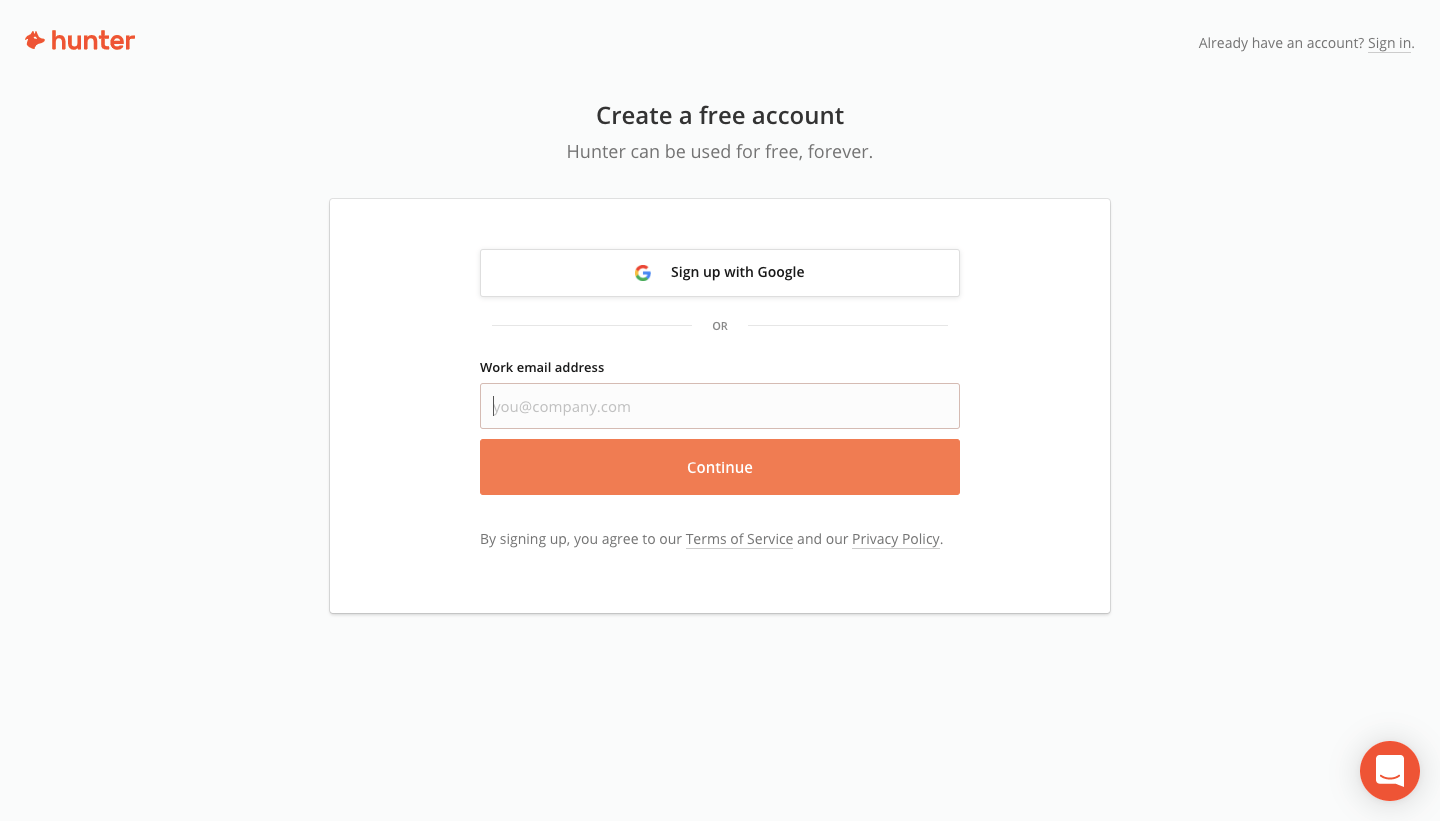 hunter
Already have an account? Sign in.
Create a free account
Hunter can be used for free, forever.
Sign up with Google
OR
Work email address
you@company.com
Continue
By signing up, you agree to our Terms of Service and our Privacy Policy.